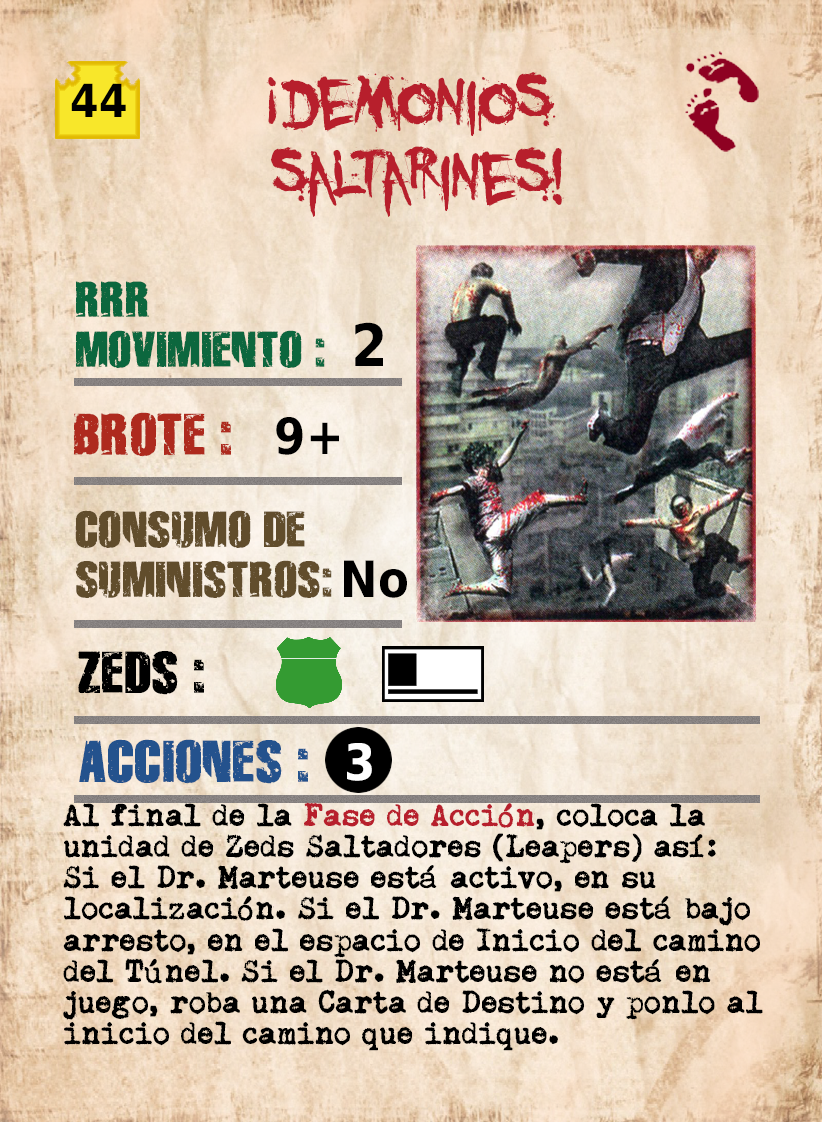 44
¡DEMONIOS
SALTARINES!
RRR
MOVIMIENTO : 2
BROTE : 9+
CONSUMO DE
SUMINISTROS: No
ZEDS :
ACCIONES : 3
Al final de la Fase de Acción, coloca la
unidad de Zeds Saltadores (Leapers) así:
Si el Dr. Marteuse está activo, en su
localización. Si el Dr. Marteuse está bajo
arresto, en el espacio de Inicio del camino
del Túnel. Si el Dr. Marteuse no está en
juego, roba una Carta de Destino y ponlo al
inicio del camino que indique.